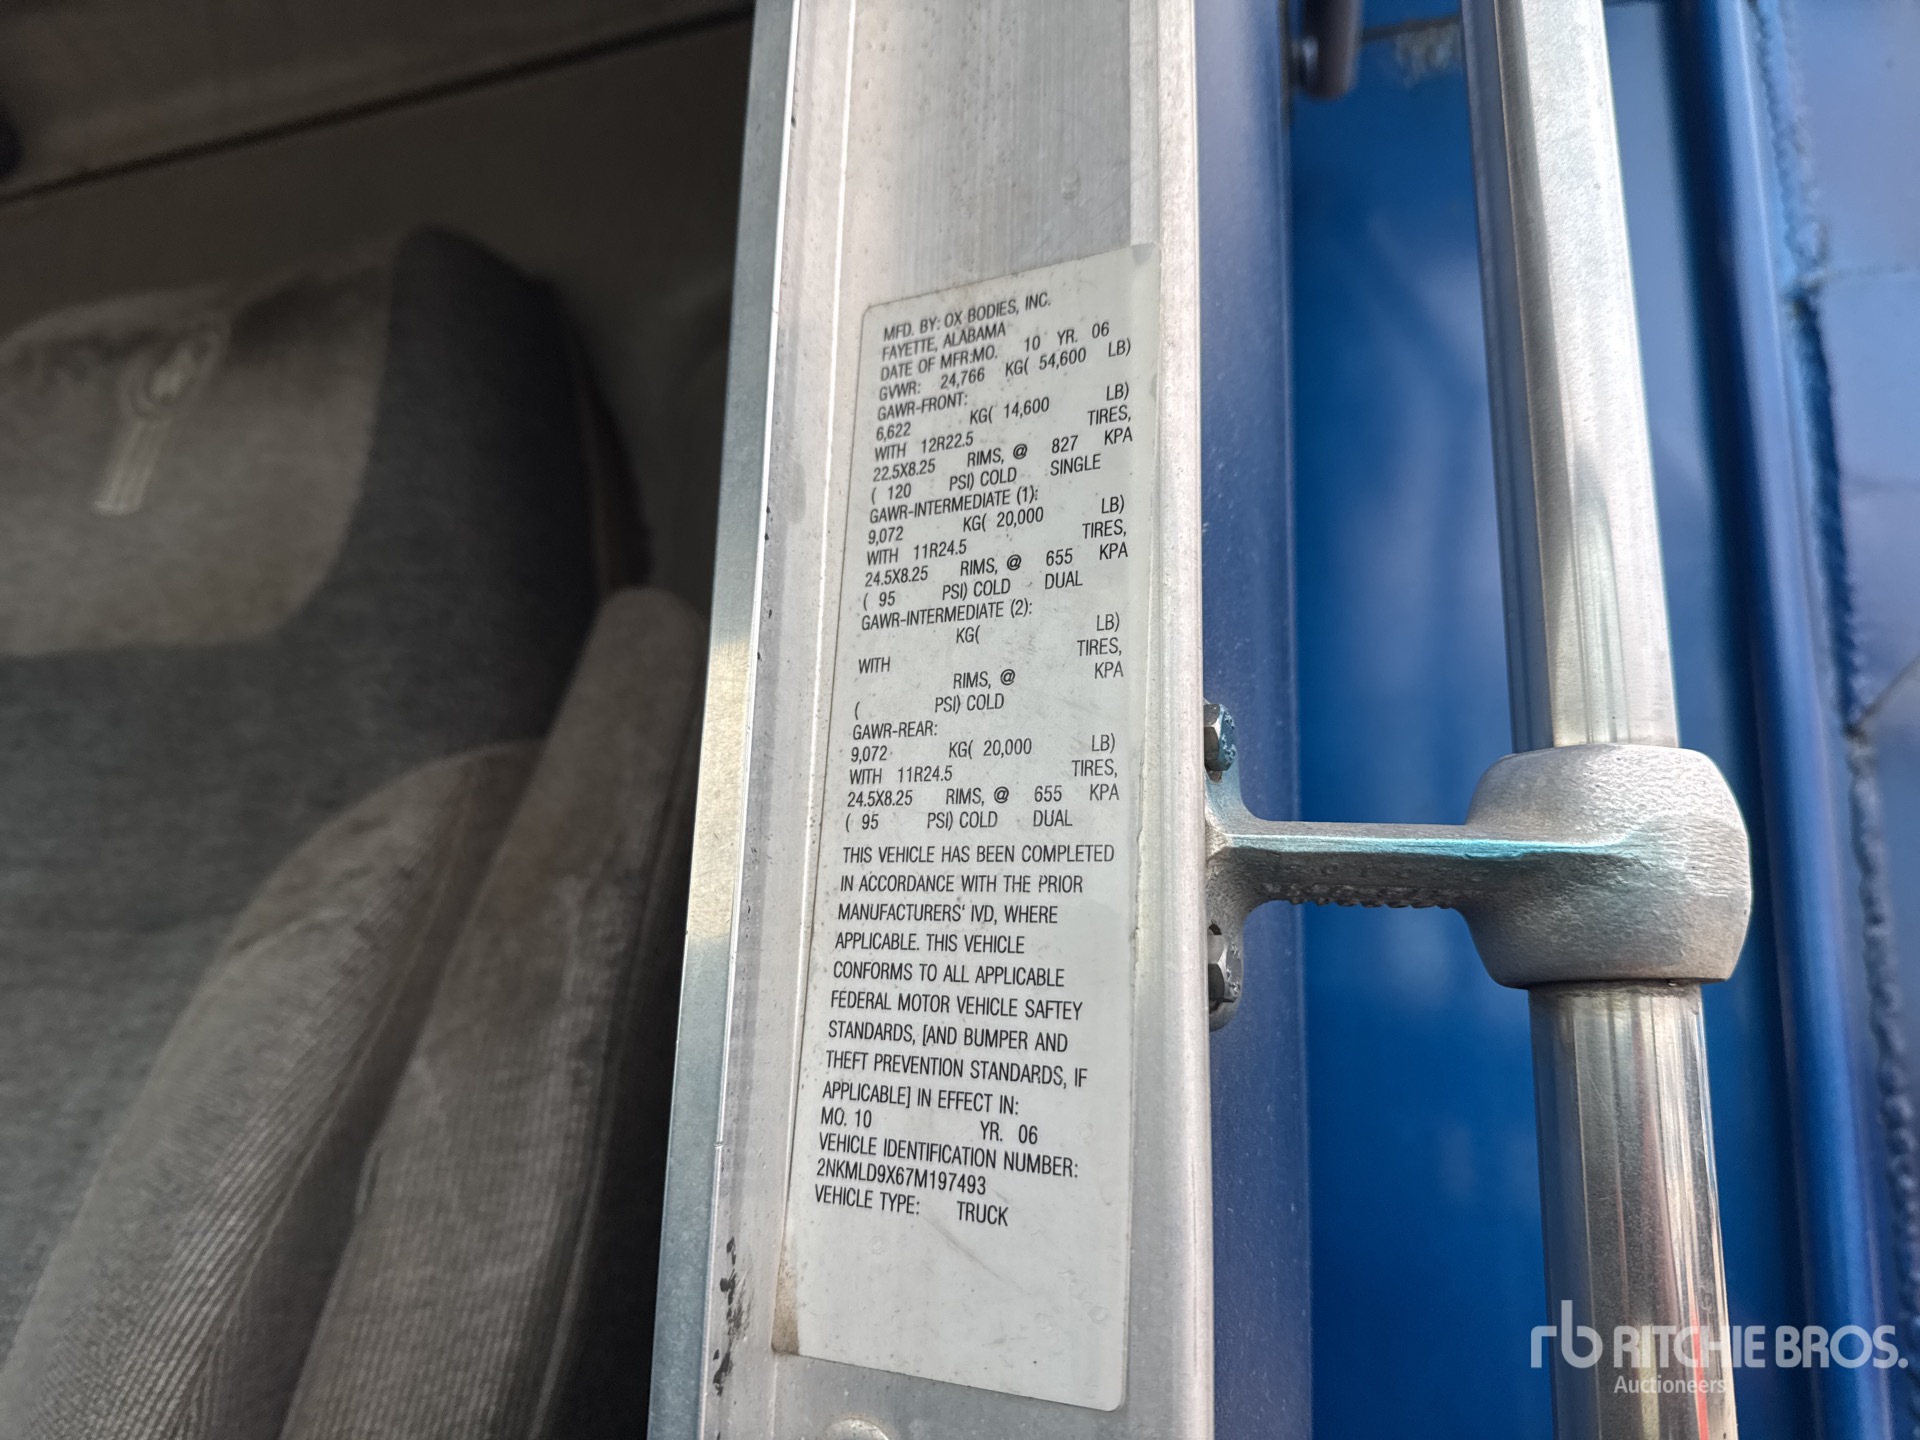 MFD. BY: OX BODIES, INC.
FAYETTE, ALABAMA
DATE OF MFR:MO. 10 YR. 06
GVWR: 24,766 KG( 54,600 LB)
GAWR-FRONT:
6,622 KG( 14,600 LB)
WITH 12R22.5 TIRES,
22.5X8.25 RIMS, @ 827 KPA
( 120 PSI) COLD SINGLE
GAWR-INTERMEDIATE (1):
9,072 KG( 20,000 LB)
WITH 11R24.5 TIRES,
24.5X8.25 RIMS, @ 655 KPA
( 95 PSI) COLD DUAL
GAWR-INTERMEDIATE (2):
KG( LB)
WITH TIRES,
RIMS, @ KPA
( PSI) COLD
GAWR-REAR:
9,072 KG( 20,000 LB)
WITH 11R24.5 TIRES,
24.5X8.25 RIMS, @ 655 KPA
( 95 PSI) COLD DUAL
THIS VEHICLE HAS BEEN COMPLETED
IN ACCORDANCE WITH THE PRIOR
MANUFACTURERS' IVD, WHERE
APPLICABLE. THIS VEHICLE
CONFORMS TO ALL APPLICABLE
FEDERAL MOTOR VEHICLE SAFTEY
STANDARDS, [AND BUMPER AND
THEFT PREVENTION STANDARDS, IF
APPLICABLE] IN EFFECT IN:
MO. 10 YR. 06
VEHICLE IDENTIFICATION NUMBER:
2NKMLD9X67M197493
VEHICLE TYPE: TRUCK
rb RITCHIE BROS.
Auctioneers